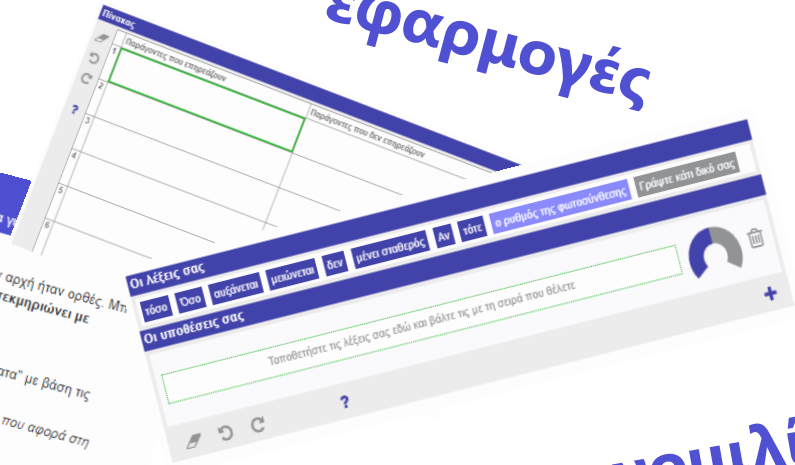 εφαρμογές
Πίνακας
Παράγοντες που επηρεάζουν
Παράγοντες που δεν επηρεάζουν
1
2
3
4
5
6
?
Οι λέξεις σας
τόσο Όσο αυξάνεται μειώνεται δεν μένει σταθερός Αν τότε ο ρυθμός της φωτοσύνθεσης Γράψτε κάτι δικό σας
Οι υποθέσεις σας
Τοποθετήστε τις λέξεις σας εδώ και βάλτε τις με τη σειρά που θέλετε
?
αρχή ήταν ορθές. Μπ
τεκμηριώνει με
ατα" με βάση τις
που αφορά στη